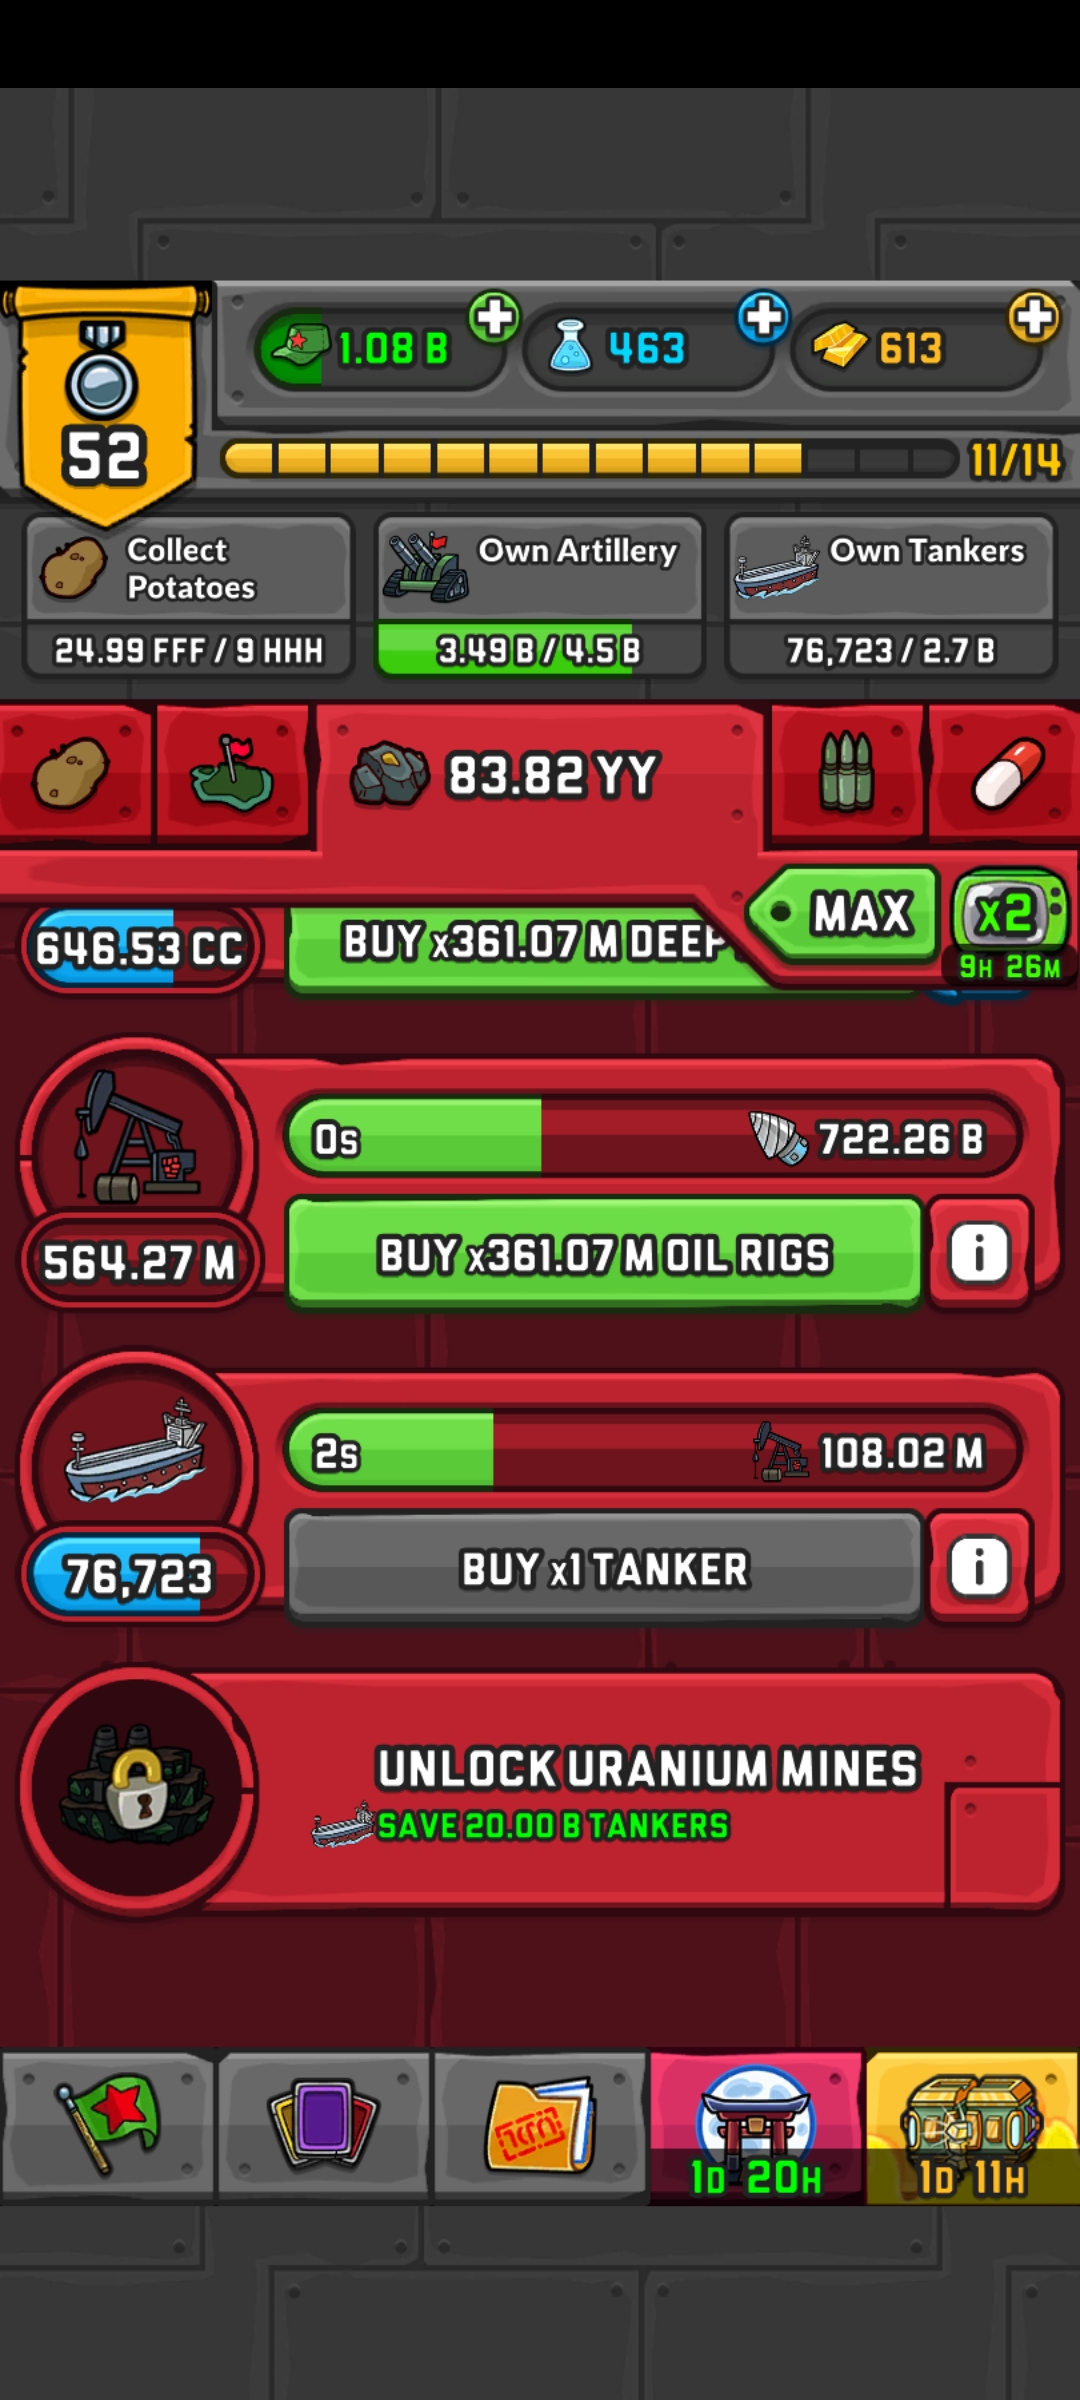 1.08 B
463
613
52
11/14
Collect
Potatoes
24.99 FFF / 9 HHH
Own Artillery
3.49 B / 4.5 B
Own Tankers
76,723 / 2.7 B
83.82 YY
MAX
x2
9H 26M
646.53 CC
BUY x361.07 M DEEP
0s
722.26 B
564.27 M
BUY x361.07 M OIL RIGS
i
2s
108.02 M
76,723
BUY x1 TANKER
i
UNLOCK URANIUM MINES
SAVE 20.00 B TANKERS
1D 20H
1D 11H